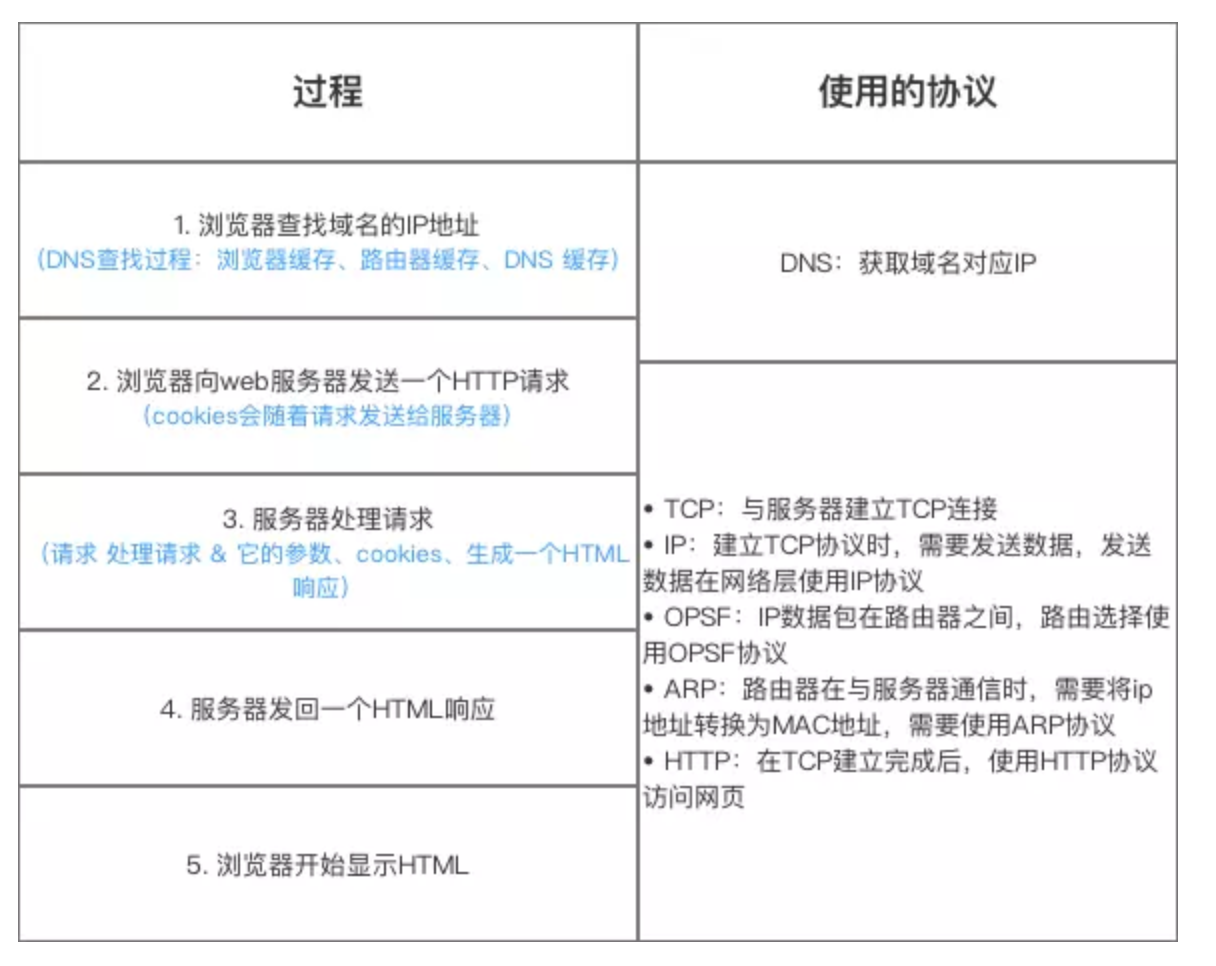 过程
使用的协议
1. 浏览器查找域名的IP地址
（DNS查找过程：浏览器缓存、路由器缓存、DNS 缓存）
DNS：获取域名对应IP
2. 浏览器向web服务器发送一个HTTP请求
（cookies会随着请求发送给服务器）
3. 服务器处理请求
（请求 处理请求 & 它的参数、cookies、生成一个HTML
响应）
4. 服务器发回一个HTML响应
5. 浏览器开始显示HTML
• TCP：与服务器建立TCP连接
• IP：建立TCP协议时，需要发送数据，发送
数据在网络层使用IP协议
• OPSF：IP数据包在路由器之间，路由选择使
用OPSF协议
• ARP：路由器在与服务器通信时，需要将ip
地址转换为MAC地址，需要使用ARP协议
• HTTP：在TCP建立完成后，使用HTTP协议
访问网页